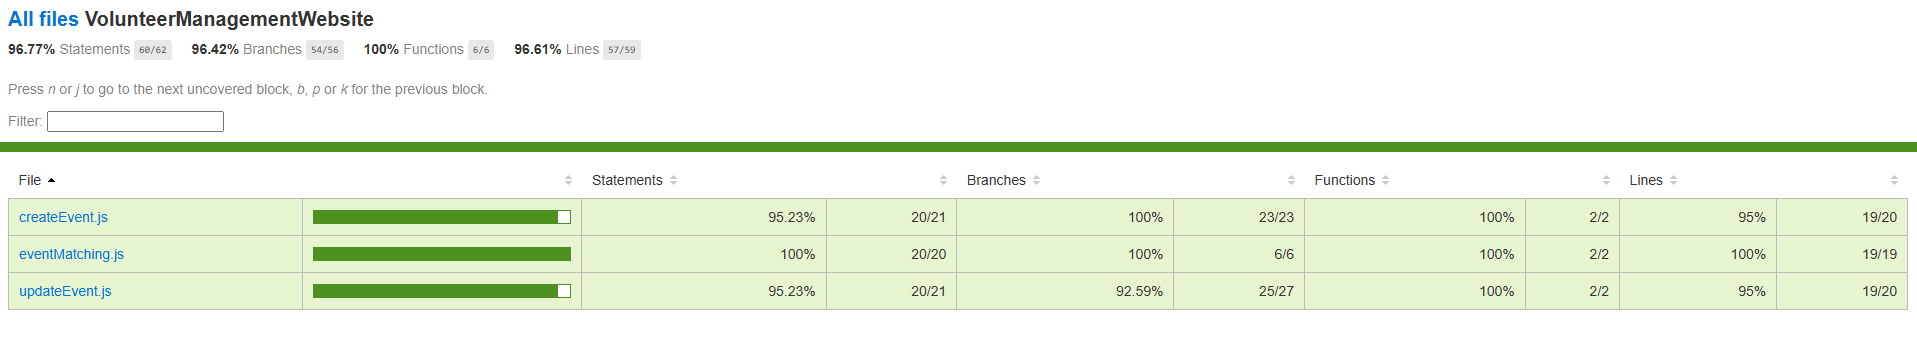 All files VolunteerManagementWebsite
96.77% Statements 60/62 96.42% Branches 54/56 100% Functions 6/6 96.61% Lines 57/59
Press n or j to go to the next uncovered block, b, p or k for the previous block.
Filter:
File Statements Branches Functions Lines
createEvent.js 95.23% 20/21 100% 23/23 100% 2/2 95% 19/20
eventMatching.js 100% 20/20 100% 6/6 100% 2/2 100% 19/19
updateEvent.js 95.23% 20/21 92.59% 25/27 100% 2/2 95% 19/20